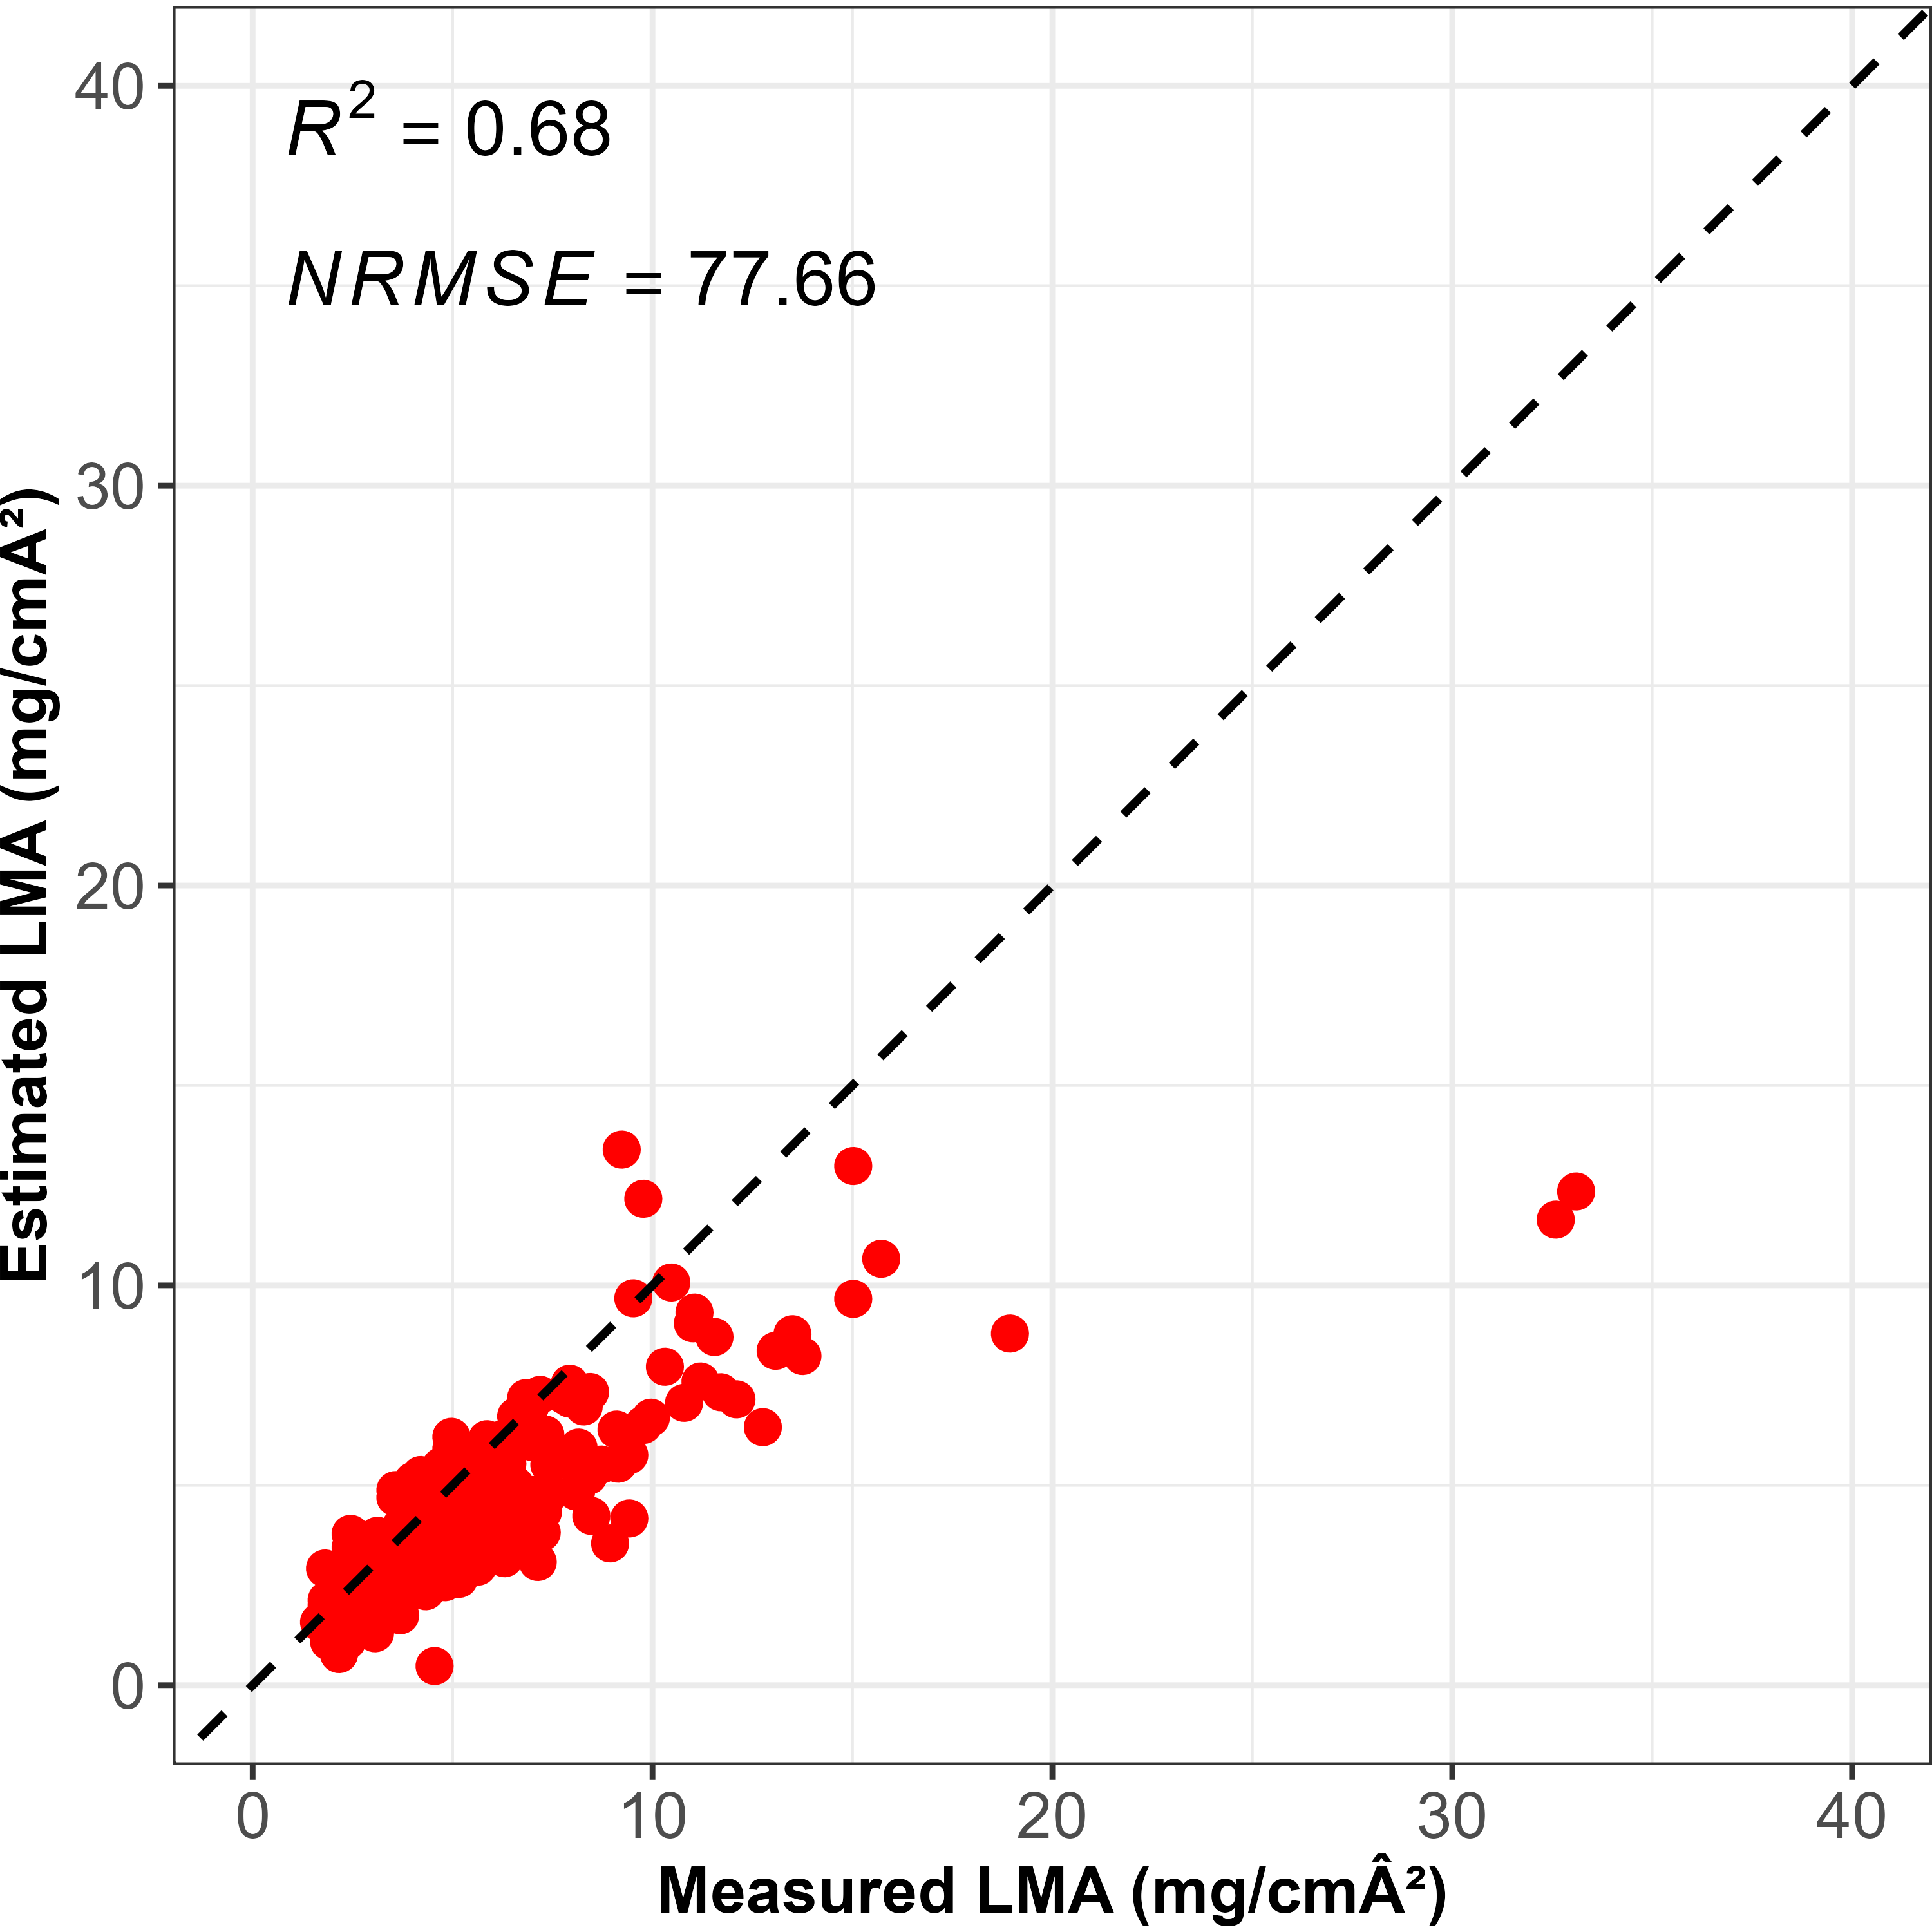 R² = 0.68
NRMSE = 77.66
Estimated LMA (mg/cmÂ²)
40
30
20
10
0
0 10 20 30 40
Measured LMA (mg/cmÂ²)